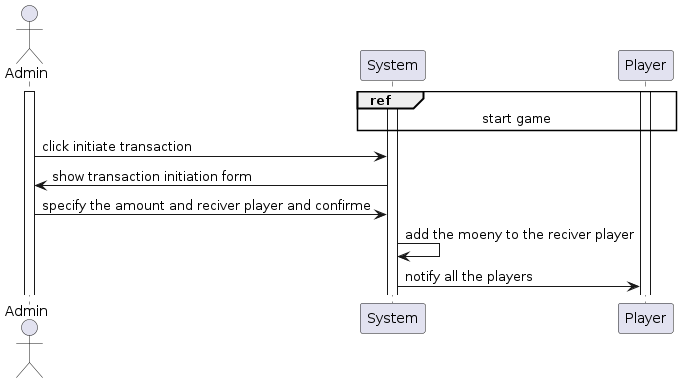 Admin
System
Player
ref
start game
click initiate transaction
show transaction initiation form
specify the amount and reciver player and confirme
add the moeny to the reciver player
notify all the players
Admin
System
Player